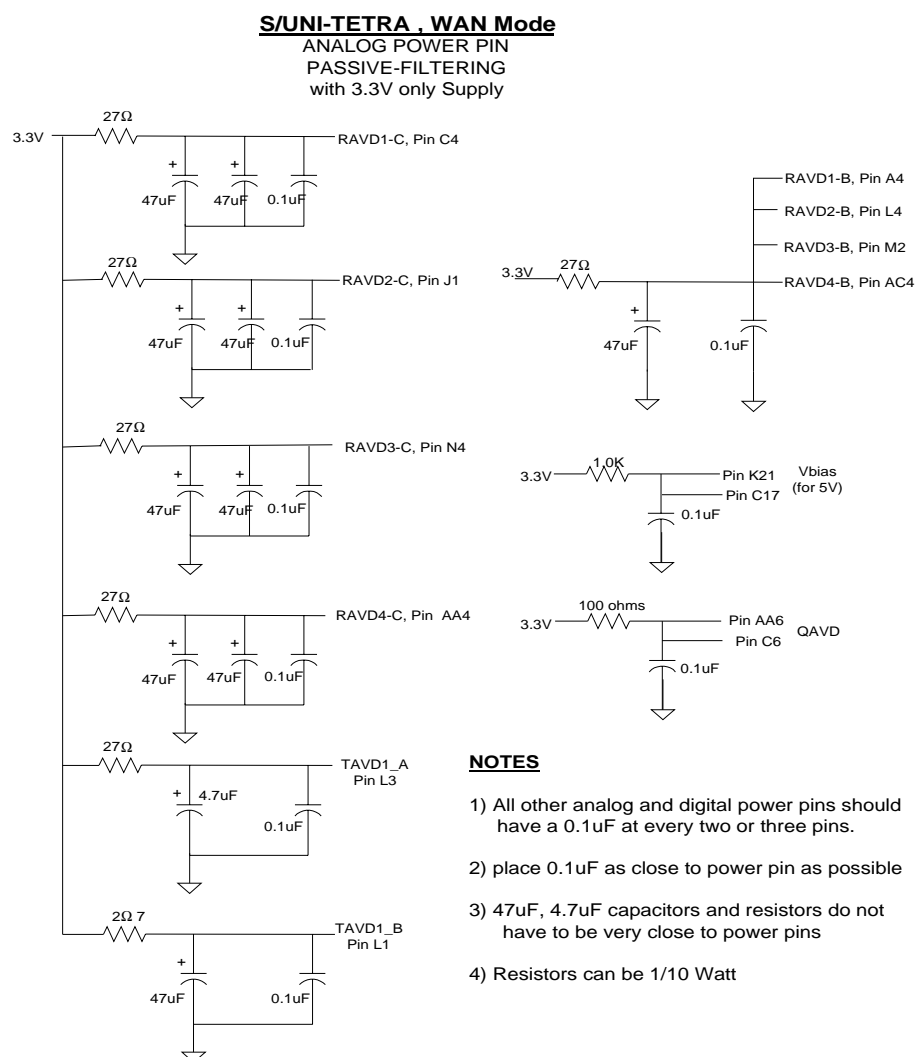 S/UNI-TETRA , WAN Mode
ANALOG POWER PIN
PASSIVE-FILTERING
with 3.3V only Supply
27Ω
3.3V
RAVD1-C, Pin C4
+
+
47uF
47uF
0.1uF
27Ω
RAVD2-C, Pin J1
+
+
47uF
47uF
0.1uF
27Ω
RAVD3-C, Pin N4
+
+
47uF
47uF
0.1uF
27Ω
RAVD4-C, Pin AA4
+
+
47uF
47uF
0.1uF
27Ω
TAVD1_A
Pin L3
+
4.7uF
0.1uF
2Ω 7
TAVD1_B
Pin L1
+
47uF
0.1uF
RAVD1-B, Pin A4
RAVD2-B, Pin L4
RAVD3-B, Pin M2
3.3V
27Ω
RAVD4-B, Pin AC4
+
47uF
0.1uF
3.3V
1.0K
Pin K21
Pin C17
Vbias
(for 5V)
0.1uF
100 ohms
3.3V
Pin AA6
Pin C6
QAVD
0.1uF
NOTES
1) All other analog and digital power pins should
have a 0.1uF at every two or three pins.
2) place 0.1uF as close to power pin as possible
3) 47uF, 4.7uF capacitors and resistors do not
have to be very close to power pins
4) Resistors can be 1/10 Watt